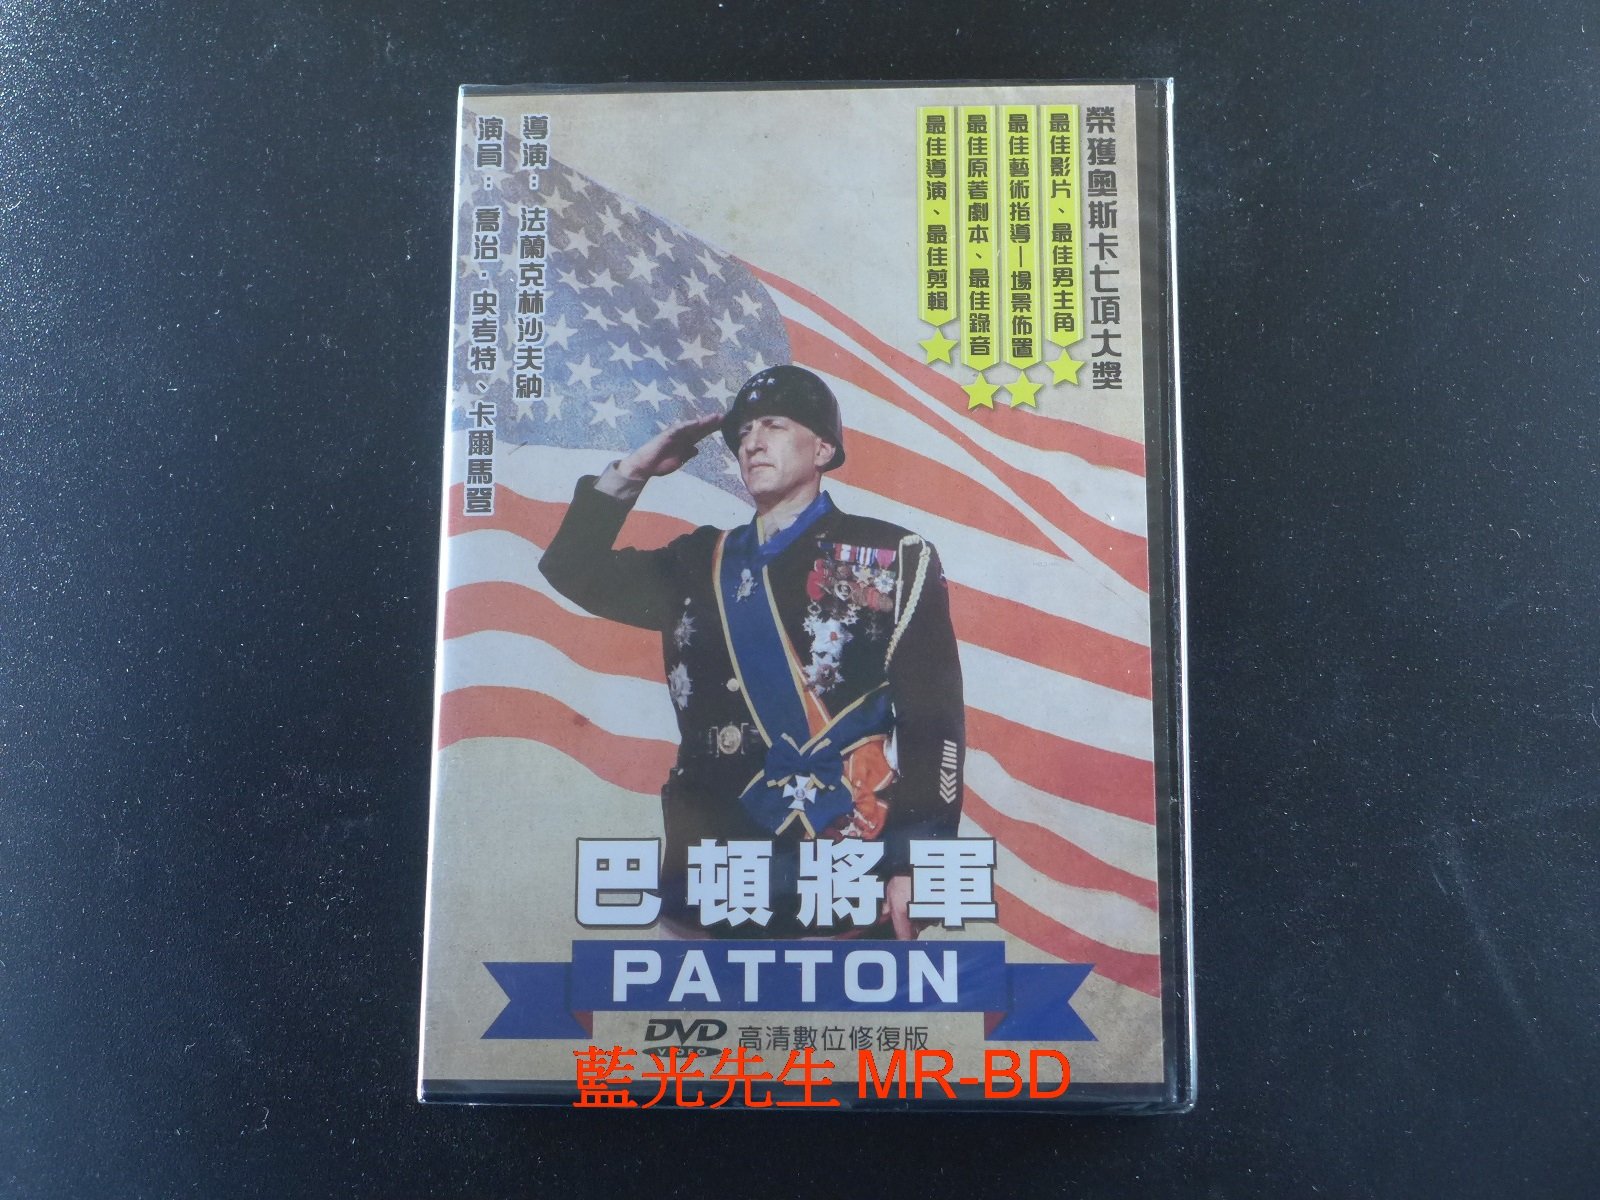 榮獲奧斯卡七項大獎
最佳影片、最佳男主角
最佳藝術指導—場景佈置
最佳原著劇本、最佳錄音
最佳導演、最佳剪輯
導演：法蘭克林沙夫納
演員：喬治·史考特、卡爾馬登
巴頓將軍
PATTON
DVD VIDEO 高清數位修復版
藍光先生 MR-BD